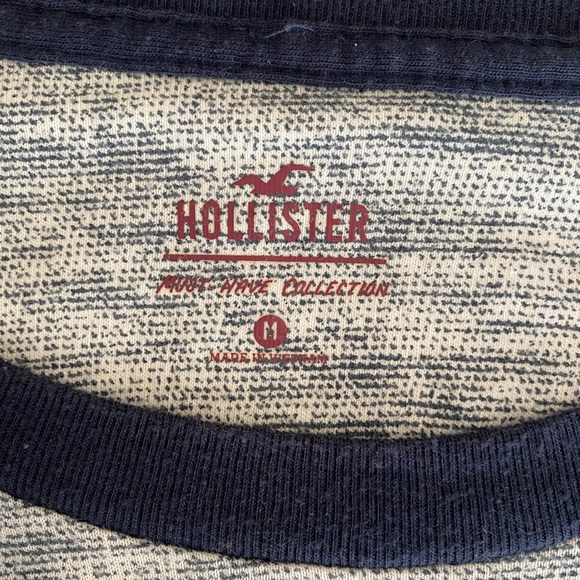 HOLLISTER
MUST-HAVE COLLECTION
M
MADE IN VIETNAM